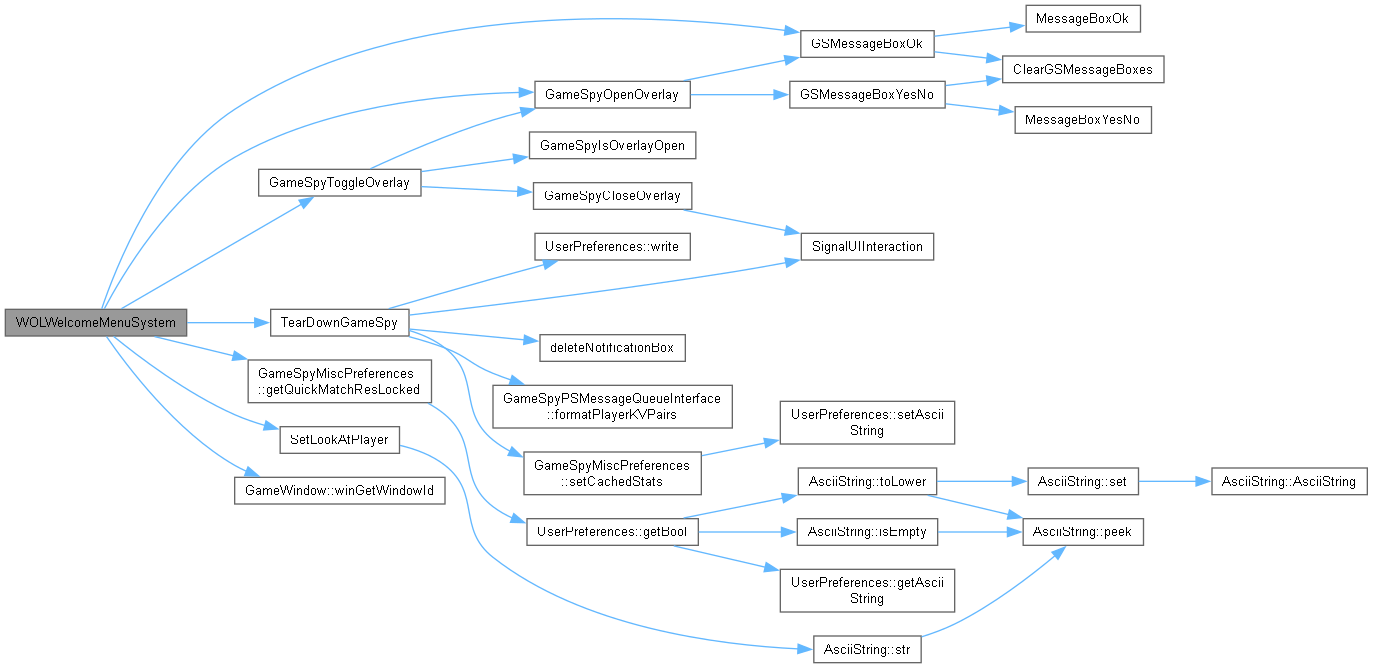 WOLWelcomeMenuSystem
GSMessageBoxOk
MessageBoxOk
ClearGSMessageBoxes
GameSpyOpenOverlay
GSMessageBoxYesNo
MessageBoxYesNo
GameSpyToggleOverlay
GameSpyIsOverlayOpen
GameSpyCloseOverlay
SignalUIInteraction
TearDownGameSpy
UserPreferences::write
deleteNotificationBox
GameSpyPSMessageQueueInterface
::formatPlayerKVPairs
GameSpyMiscPreferences
::setCachedStats
UserPreferences::setAscii
String
GameSpyMiscPreferences
::getQuickMatchResLocked
UserPreferences::getBool
AsciiString::toLower
AsciiString::set
AsciiString::AsciiString
AsciiString::isEmpty
AsciiString::peek
UserPreferences::getAscii
String
SetLookAtPlayer
AsciiString::str
GameWindow::winGetWindowId